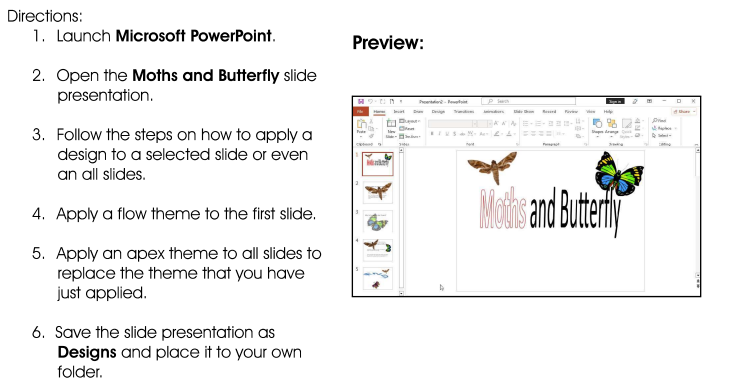 Directions:
1. Launch Microsoft PowerPoint.
2. Open the Moths and Butterfly slide
presentation.
3. Follow the steps on how to apply a
design to a selected slide or even
an all slides.
4. Apply a flow theme to the first slide.
5. Apply an apex theme to all slides to
replace the theme that you have
just applied.
6. Save the slide presentation as
Designs and place it to your own
folder.
Preview:
Presentation2 - PowerPoint
Search
Sign in
File Home Insert Draw Design Transitions Animations Slide Show Record Review View Help
Share
Paste
New
Slide
Layout
Reset
Section
Shapes Arrange
Find
Replace
Select
Clipboard Slides Font Paragraph Drawing Editing
1
2
3
4
5
Moths and Butterfly